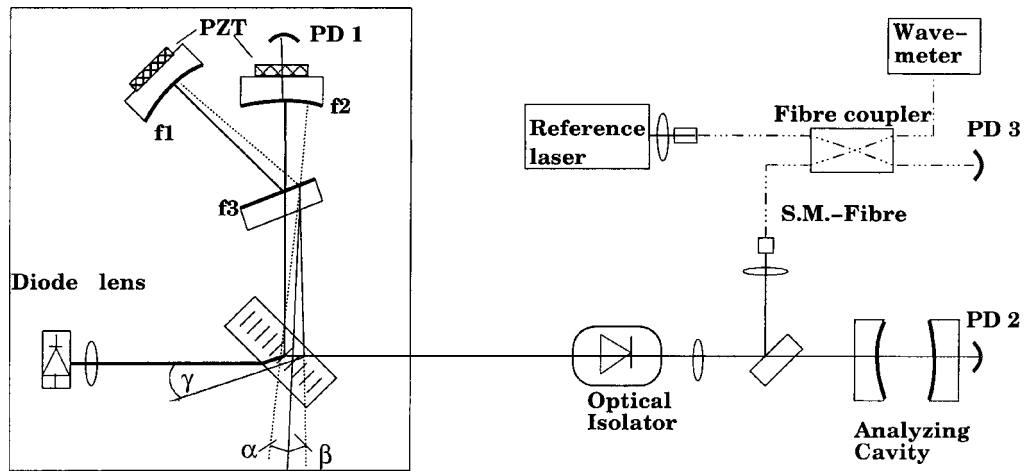 PZT
PD 1
f1
f2
f3
Diode lens
γ
α
β
Reference
laser
Wave-
meter
Fibre coupler
PD 3
S.M.-Fibre
PD 2
Optical
Isolator
Analyzing
Cavity